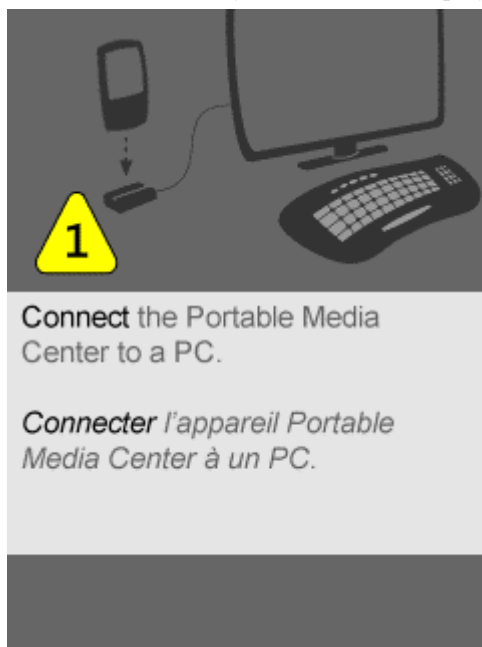 1
Connect the Portable Media
Center to a PC.
Connecter l'appareil Portable
Media Center à un PC.